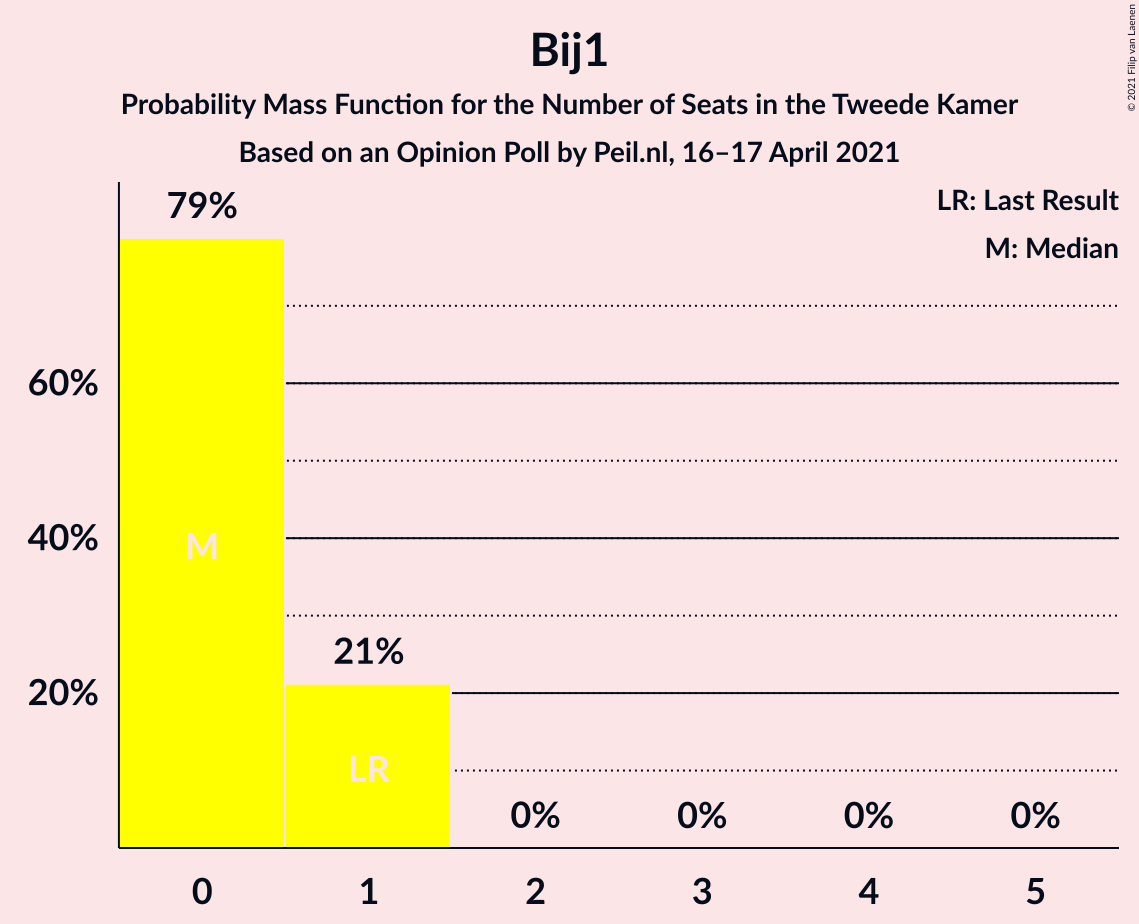 Bij1
Probability Mass Function for the Number of Seats in the Tweede Kamer
Based on an Opinion Poll by Peil.nl, 16–17 April 2021
© 2021 Filip van Laenen
LR: Last Result
M: Median
79%
60%
M
40%
21%
20%
LR
0% 0% 0% 0%
0 1 2 3 4 5